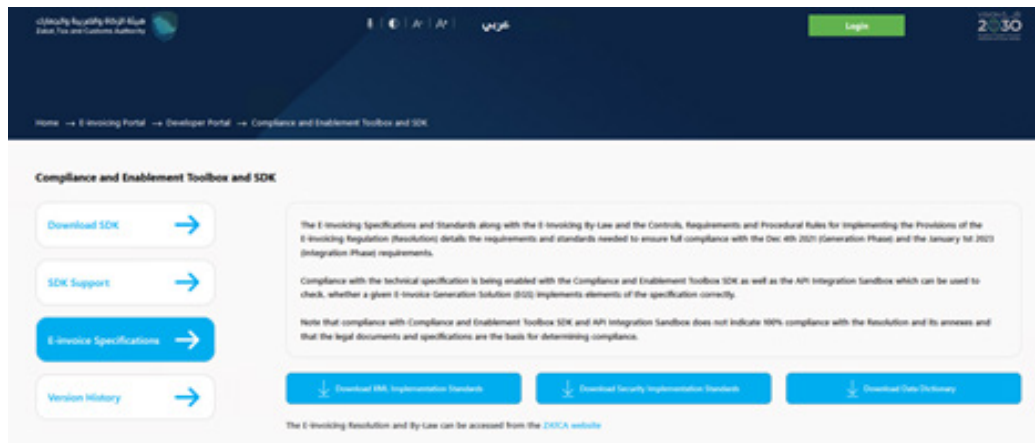 هيئة الزكاة والضريبة والجمارك
Zakat, Tax and Customs Authority
A- A+ عربي
Login
2030
Home → E-invoicing Portal → Developer Portal → Compliance and Enablement Toolbox and SDK
Compliance and Enablement Toolbox and SDK
Download SDK
SDK Support
E-invoice Specifications
Version History
The E-Invoicing Specifications and Standards along with the E-Invoicing By-Law and the Controls, Requirements and Procedural Rules for Implementing the Provisions of the
E-Invoicing Regulation (Resolution) details the requirements and standards needed to ensure full compliance with the Dec 4th 2021 (Generation Phase) and the January 1st 2023
(Integration Phase) requirements.
Compliance with the technical specification is being enabled with the Compliance and Enablement Toolbox SDK as well as the API Integration Sandbox which can be used to
check, whether a given E-Invoice Generation Solution (EGS) implements elements of the specification correctly.
Note that compliance with Compliance and Enablement Toolbox SDK and API Integration Sandbox does not indicate 100% compliance with the Resolution and its annexes and
that the legal documents and specifications are the basis for determining compliance.
Download XML Implementation Standards
Download Security Implementation Standards
Download Data Dictionary
The E-Invoicing Resolution and By-Law can be accessed from the ZATCA website